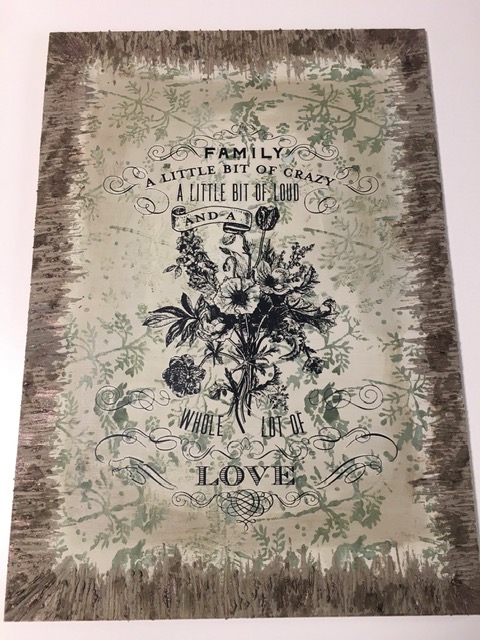 FAMILY
A LITTLE BIT OF CRAZY
A LITTLE BIT OF LOUD
AND A
WHOLE LOT OF
LOVE